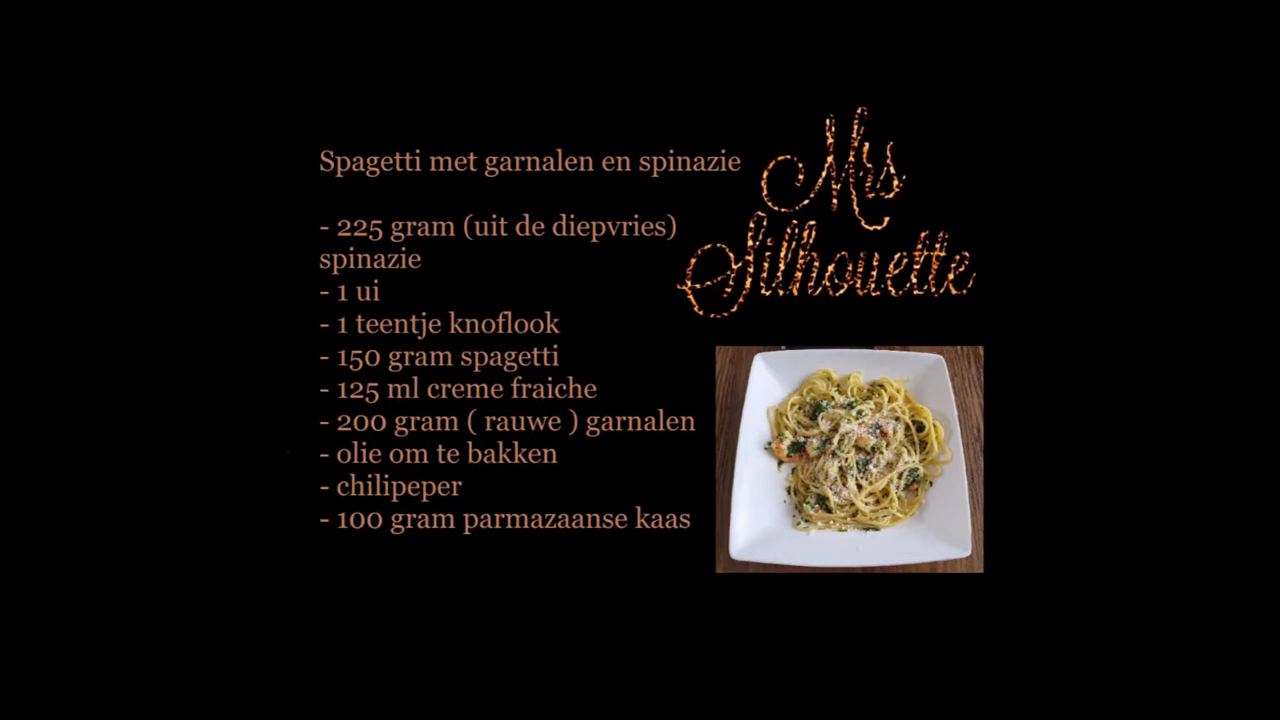 Spagetti met garnalen en spinazie
Mrs
Silhouette
- 225 gram (uit de diepvries)
spinazie
- 1 ui
- 1 teentje knoflook
- 150 gram spagetti
- 125 ml creme fraiche
- 200 gram ( rauwe ) garnalen
- olie om te bakken
- chilipeper
- 100 gram parmazaanse kaas